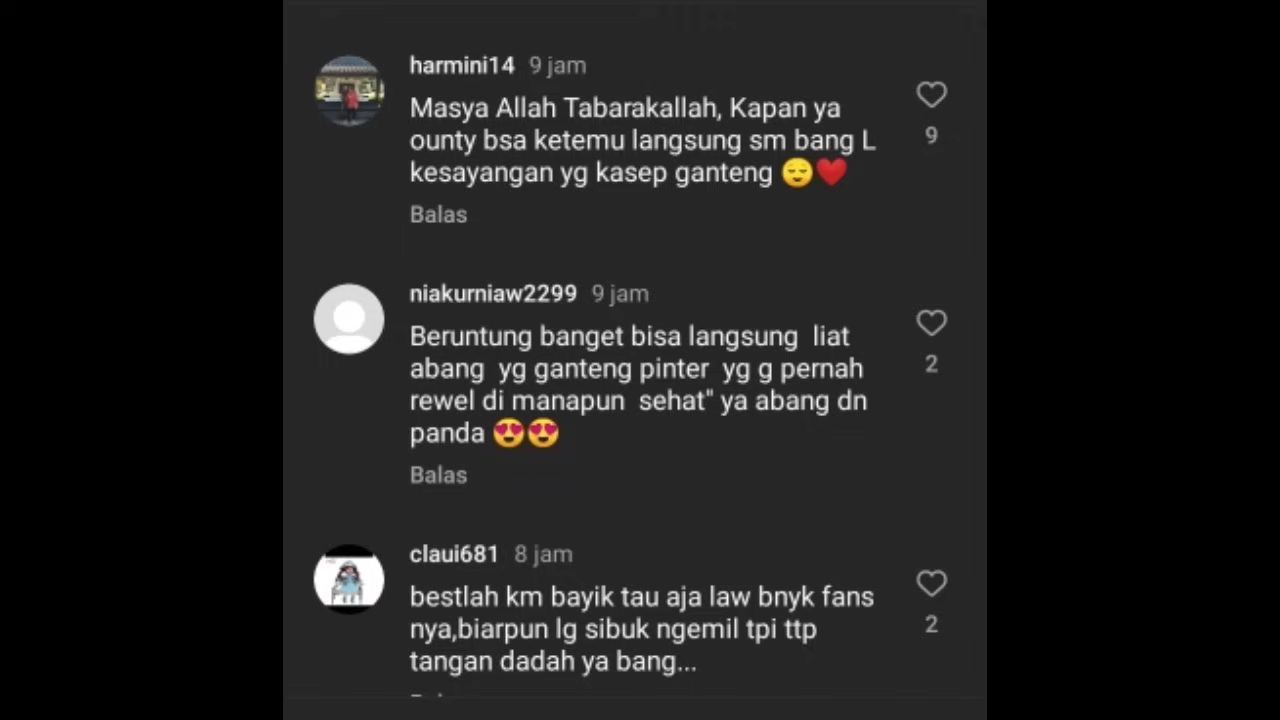 harmini14 9 jam
Masya Allah Tabarakallah, Kapan ya
ounty bsa ketemu langsung sm bang L
kesayangan yg kasep ganteng 😌❤️
9
Balas
niakurniaw2299 9 jam
Beruntung banget bisa langsung liat
abang yg ganteng pinter yg g pernah
rewel di manapun sehat" ya abang dn
panda 😍😍
2
Balas
claui681 8 jam
bestlah km bayik tau aja law bnyk fans
nya,biarpun lg sibuk ngemil tpi ttp
tangan dadah ya bang...
2